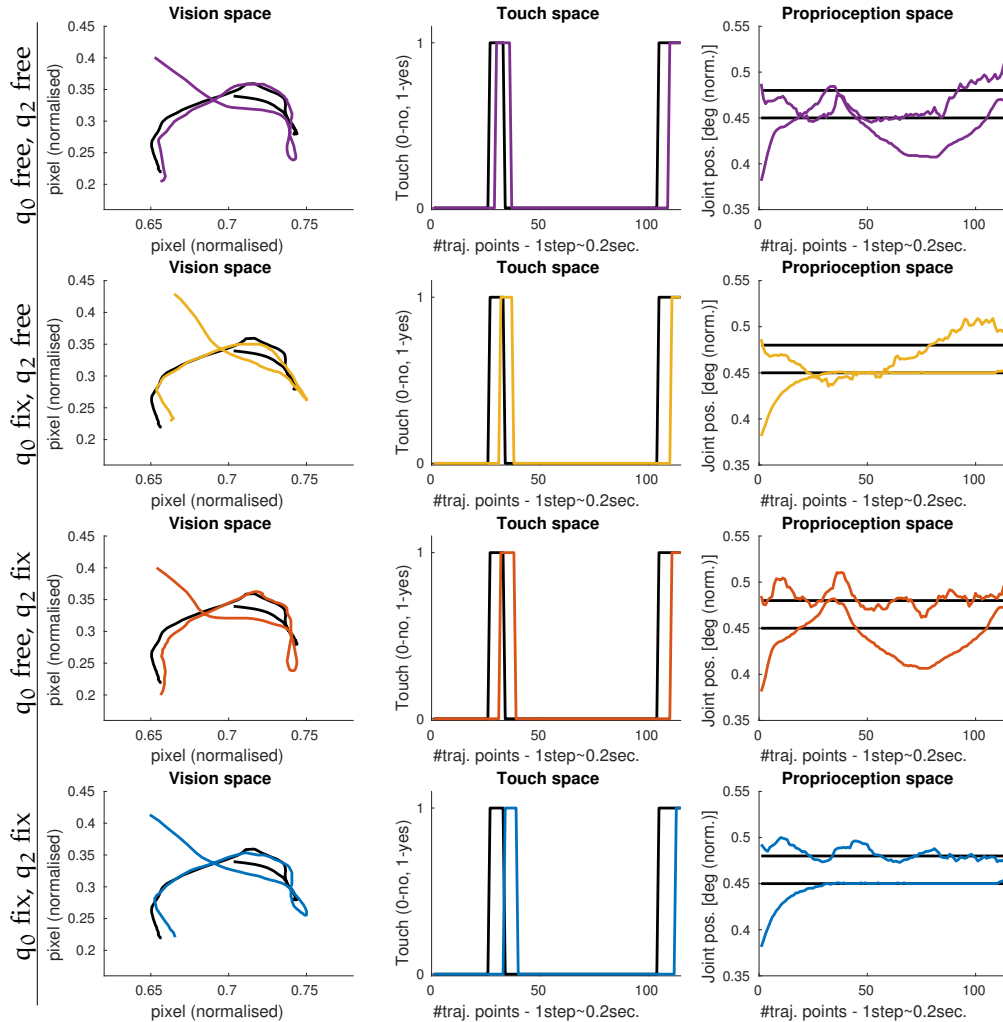 q0 free, q2 free
Vision space
pixel (normalised)
0.45
0.4
0.35
0.3
0.25
0.2
0.65
0.7
0.75
pixel (normalised)
Touch space
Touch (0-no, 1-yes)
1
0
0
50
100
#traj. points - 1step~0.2sec.
Proprioception space
Joint pos. [deg (norm.)]
0.55
0.5
0.45
0.4
0.35
0
50
100
#traj. points - 1step~0.2sec.
q0 fix, q2 free
Vision space
pixel (normalised)
0.45
0.4
0.35
0.3
0.25
0.2
0.65
0.7
0.75
pixel (normalised)
Touch space
Touch (0-no, 1-yes)
1
0
0
50
100
#traj. points - 1step~0.2sec.
Proprioception space
Joint pos. [deg (norm.)]
0.55
0.5
0.45
0.4
0.35
0
50
100
#traj. points - 1step~0.2sec.
q0 free, q2 fix
Vision space
pixel (normalised)
0.45
0.4
0.35
0.3
0.25
0.2
0.65
0.7
0.75
pixel (normalised)
Touch space
Touch (0-no, 1-yes)
1
0
0
50
100
#traj. points - 1step~0.2sec.
Proprioception space
Joint pos. [deg (norm.)]
0.55
0.5
0.45
0.4
0.35
0
50
100
#traj. points - 1step~0.2sec.
q0 fix, q2 fix
Vision space
pixel (normalised)
0.45
0.4
0.35
0.3
0.25
0.2
0.65
0.7
0.75
pixel (normalised)
Touch space
Touch (0-no, 1-yes)
1
0
0
50
100
#traj. points - 1step~0.2sec.
Proprioception space
Joint pos. [deg (norm.)]
0.55
0.5
0.45
0.4
0.35
0
50
100
#traj. points - 1step~0.2sec.